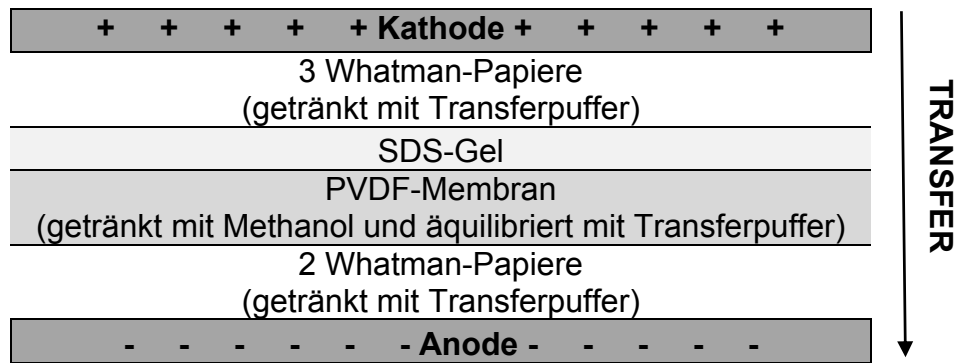 + + + + + Kathode + + + + +
3 Whatman-Papiere
(getränkt mit Transferpuffer)
SDS-Gel
PVDF-Membran
(getränkt mit Methanol und äquilibriert mit Transferpuffer)
2 Whatman-Papiere
(getränkt mit Transferpuffer)
- - - - - - Anode - - - - -
TRANSFER